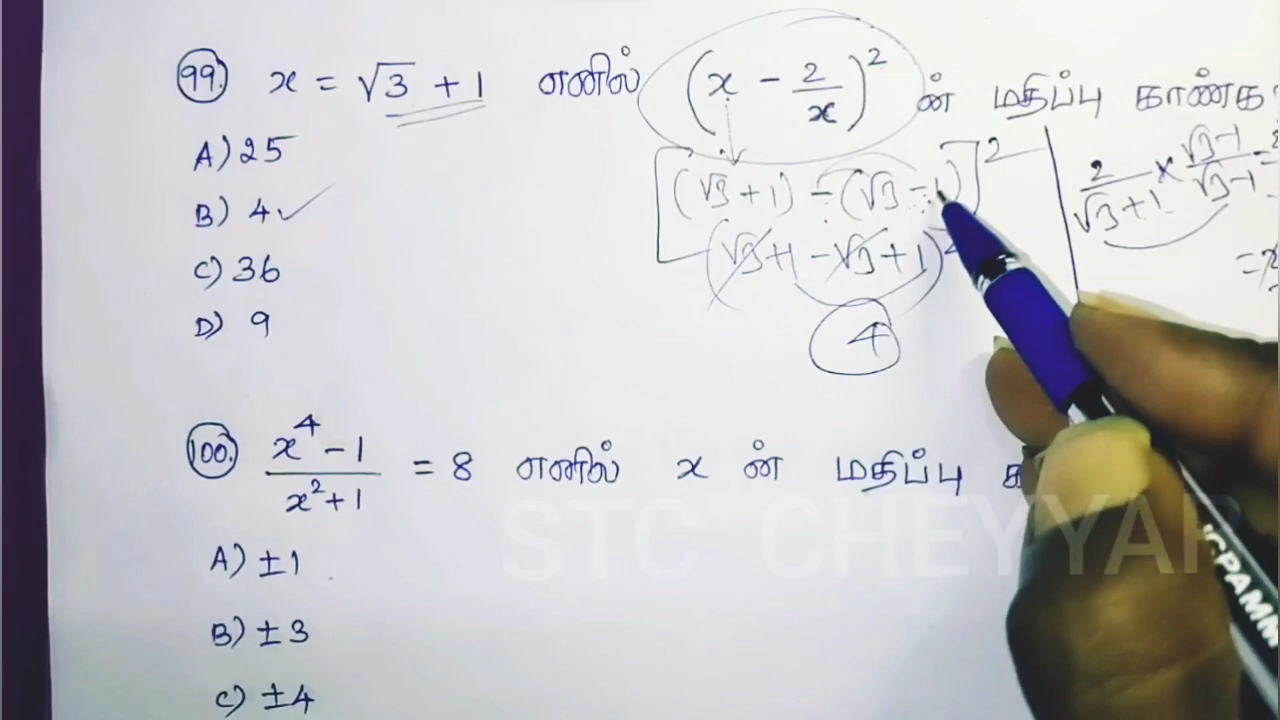 99. x = √3 + 1 எனில் (x - 2/x)² ன் மதிப்பு காண்க
A) 25
B) 4 ✓
C) 36
D) 9
[(√3 + 1) - (√3 - 1)]²
(√3 + 1 - √3 + 1)²
4
2/(√3 + 1) × (√3 - 1)/(√3 - 1) =
=
100. (x⁴ - 1)/(x² + 1) = 8 எனில் x ன் மதிப்பு
A) ±1
B) ±3
C) ±4
STC CHEYYAR